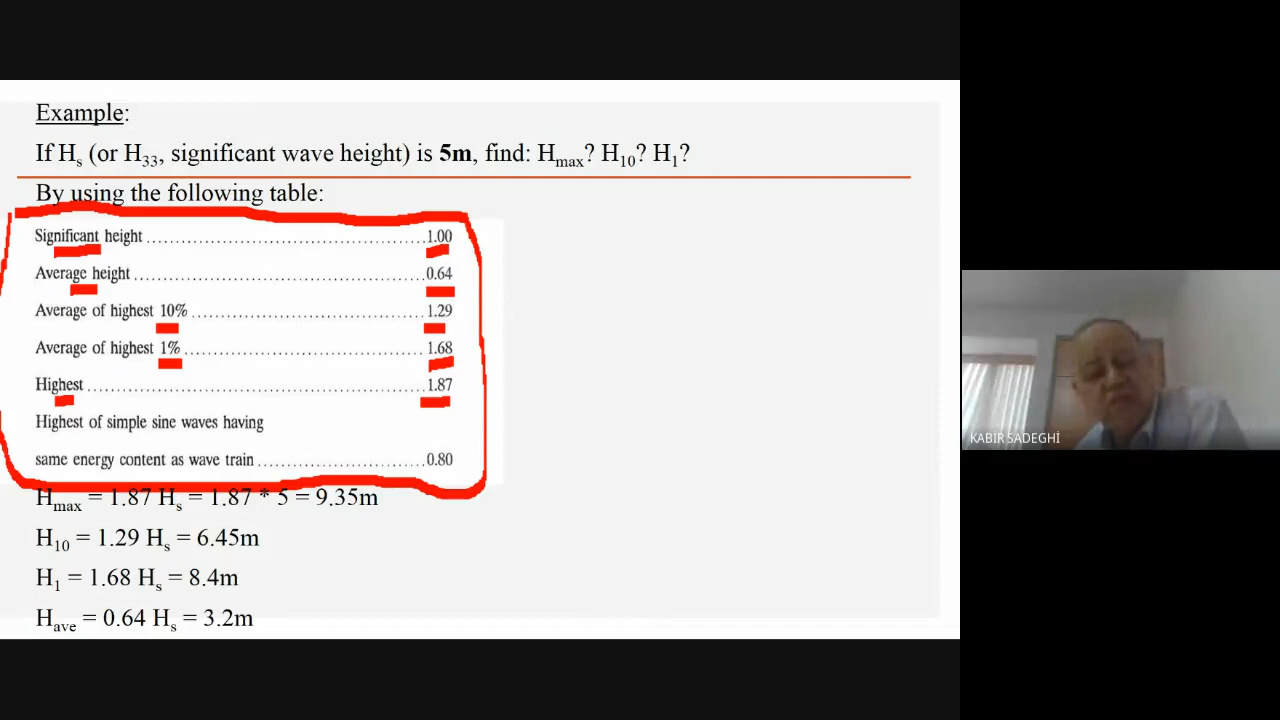 Example:
If Hs (or H33, significant wave height) is 5m, find: Hmax? H10? H1?
By using the following table:
Significant height ........................................................ 1.00
Average height ........................................................... 0.64
Average of highest 10% ............................................... 1.29
Average of highest 1% ................................................. 1.68
Highest ..................................................................... 1.87
Highest of simple sine waves having
same energy content as wave train .................................. 0.80
Hmax = 1.87 Hs = 1.87 * 5 = 9.35m
H10 = 1.29 Hs = 6.45m
H1 = 1.68 Hs = 8.4m
Have = 0.64 Hs = 3.2m
KABIR SADEGHİ